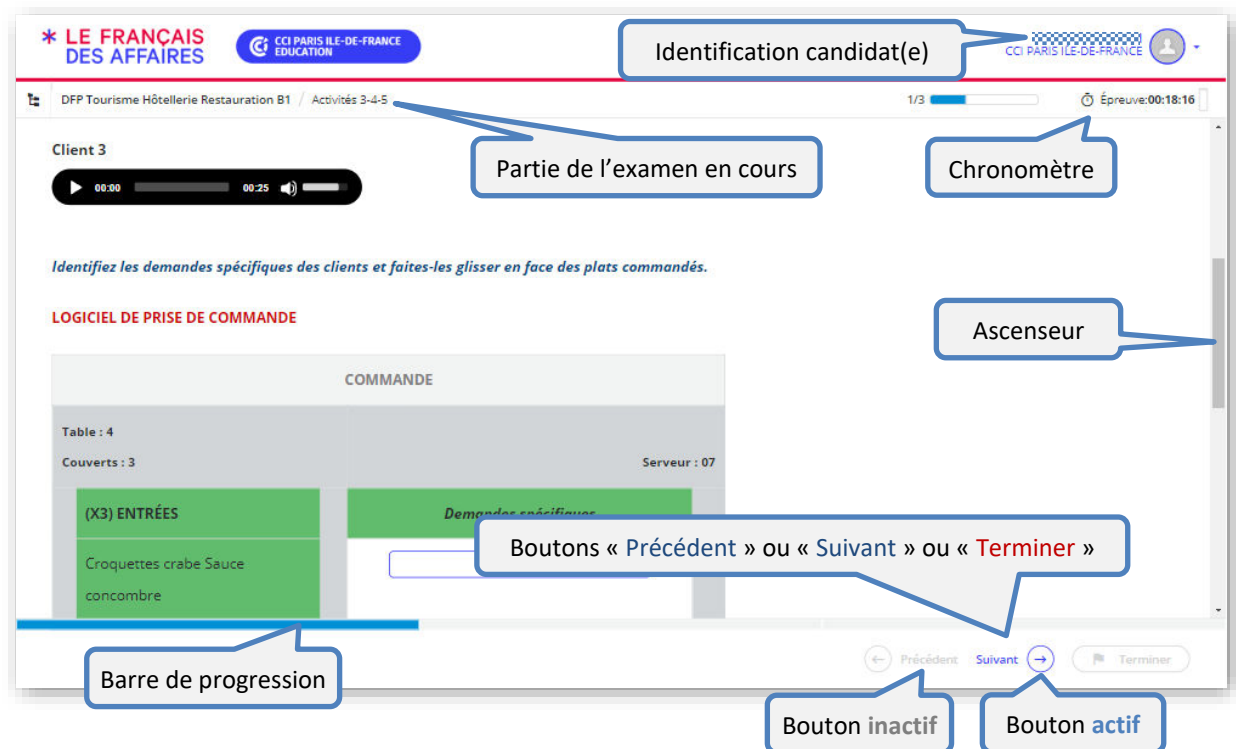 * LE FRANÇAIS
DES AFFAIRES
CCI PARIS ILE-DE-FRANCE
EDUCATION
Identification candidat(e)
CCI PARIS ILE-DE-FRANCE
DFP Tourisme Hôtellerie Restauration B1 / Activités 3-4-5
1/3
Épreuve:00:18:16
Client 3
Partie de l’examen en cours
Chronomètre
00:00 00:25
Identifiez les demandes spécifiques des clients et faites-les glisser en face des plats commandés.
LOGICIEL DE PRISE DE COMMANDE
Ascenseur
COMMANDE
Table : 4
Couverts : 3
Serveur : 07
(X3) ENTRÉES
Demandes spécifiques
Boutons « Précédent » ou « Suivant » ou « Terminer »
Croquettes crabe Sauce
concombre
Barre de progression
Précédent
Suivant
Terminer
Bouton inactif
Bouton actif